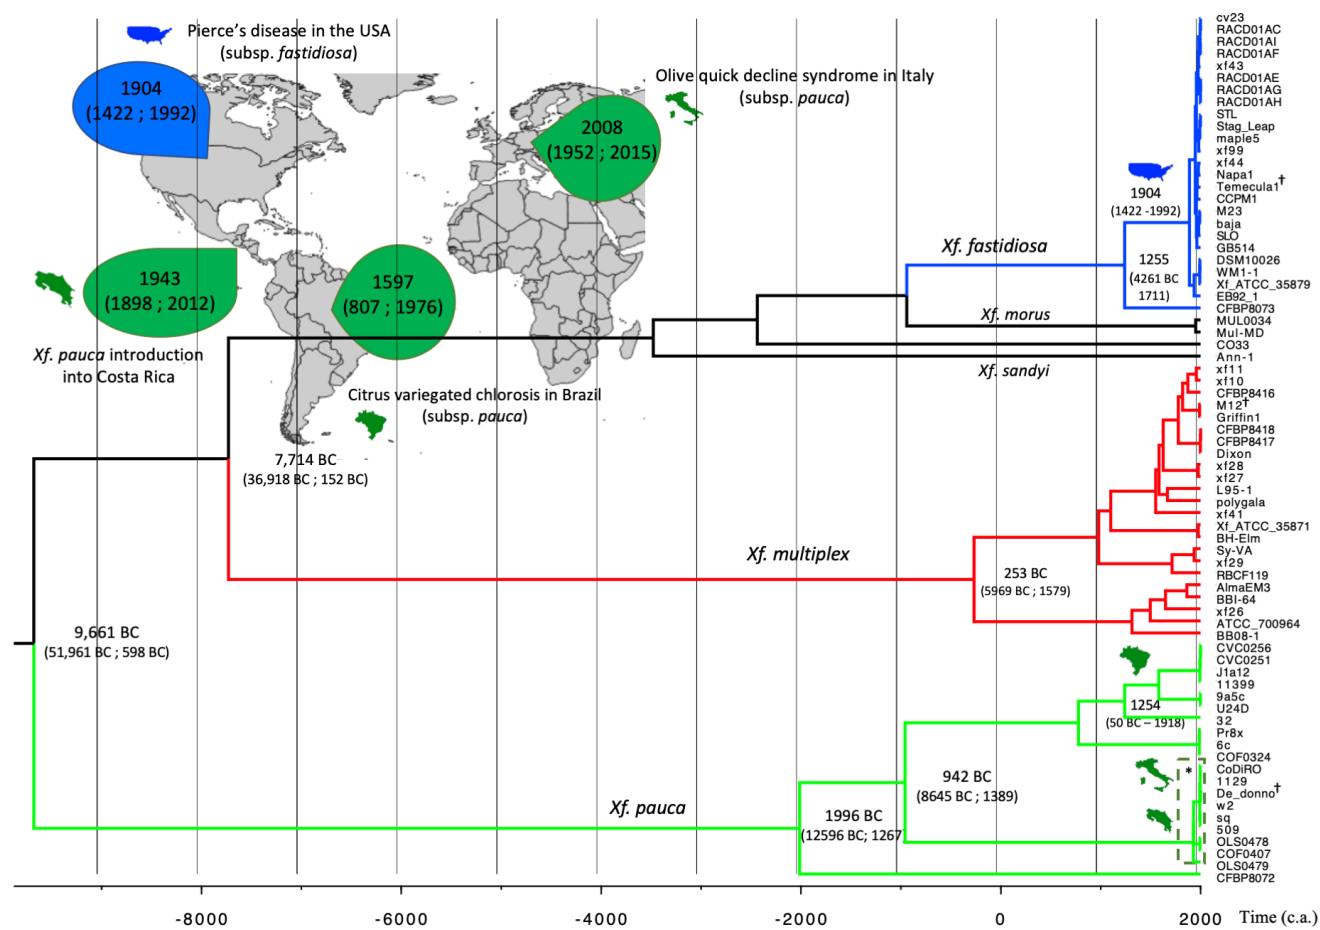 Pierce's disease in the USA
(subsp. fastidiosa)
1904
(1422 ; 1992)
Olive quick decline syndrome in Italy
(subsp. pauca)
2008
(1952 ; 2015)
1943
(1898 ; 2012)
Xf. pauca introduction
into Costa Rica
1597
(807 ; 1976)
Citrus variegated chlorosis in Brazil
(subsp. pauca)
7,714 BC
(36,918 BC ; 152 BC)
9,661 BC
(51,961 BC ; 598 BC)
Xf. fastidiosa
1904
(1422 -1992)
1255
(4261 BC
1711)
Xf. morus
Xf. sandyi
Xf. multiplex
253 BC
(5969 BC ; 1579)
1254
(50 BC – 1918)
942 BC
(8645 BC ; 1389)
Xf. pauca
1996 BC
(12596 BC; 1267)
*
cv23
RACD01AC
RACD01AI
RACD01AF
xf43
RACD01AE
RACD01AG
RACD01AH
STL
Stag_Leap
maple5
xf99
xf44
Napa1
Temecula1†
CCPM1
M23
baja
SLO
GB514
DSM10026
WM1-1
Xf_ATCC_35879
EB92_1
CFBP8073
MUL0034
Mul-MD
CO33
Ann-1
xf11
xf10
CFBP8416
M12†
Griffin1
CFBP8418
CFBP8417
Dixon
xf28
xf27
L95-1
polygala
xf41
Xf_ATCC_35871
BH-Elm
Sy-VA
xf29
RBCF119
AlmaEM3
BBI-64
xf26
ATCC_700964
BB08-1
CVC0256
CVC0251
J1a12
11399
9a5c
U24D
32
Pr8x
6c
COF0324
CoDiRO
1129
De_donno†
w2
sq
509
OLS0478
COF0407
OLS0479
CFBP8072
-8000 -6000 -4000 -2000 0 2000 Time (c.a.)